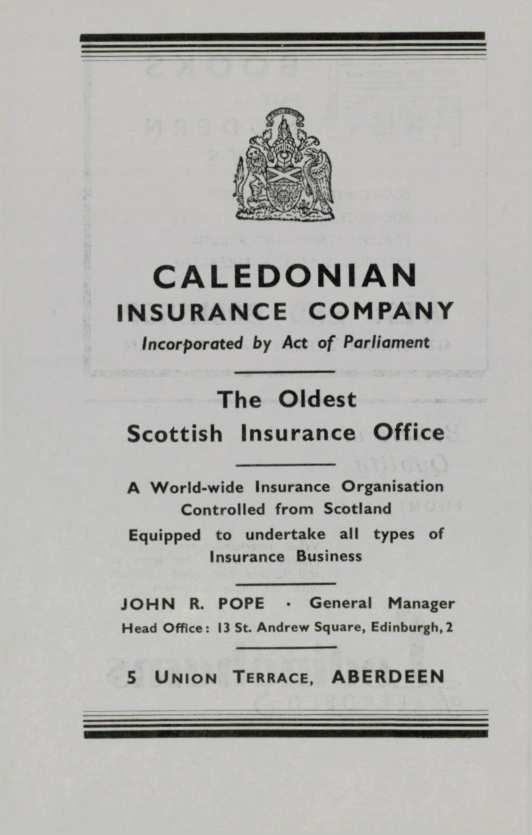 CALEDONIAN
INSURANCE COMPANY
Incorporated by Act of Parliament
The Oldest
Scottish Insurance Office
A World-wide Insurance Organisation
Controlled from Scotland
Equipped to undertake all types of
Insurance Business
JOHN R. POPE · General Manager
Head Office: 13 St. Andrew Square, Edinburgh, 2
5 UNION TERRACE, ABERDEEN